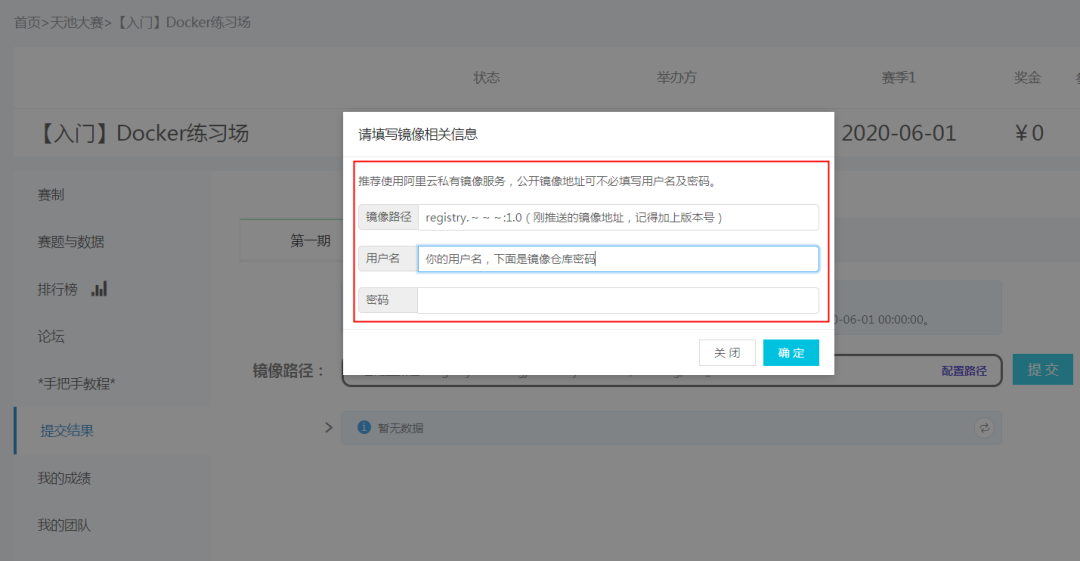 首页>天池大赛>【入门】Docker练习场
状态 举办方 赛季1 奖金
【入门】Docker练习场 2020-06-01 ￥0
请填写镜像相关信息
推荐使用阿里云私有镜像服务，公开镜像地址可不必填写用户名及密码。
镜像路径 registry.～～～:1.0（刚推送的镜像地址，记得加上版本号）
用户名 你的用户名，下面是镜像仓库密码
密码
关 闭 确 定
赛制
赛题与数据
排行榜
论坛
*手把手教程*
提交结果
我的成绩
我的团队
第一期
0-06-01 00:00:00。
镜像路径： 配置路径 提 交
暂无数据